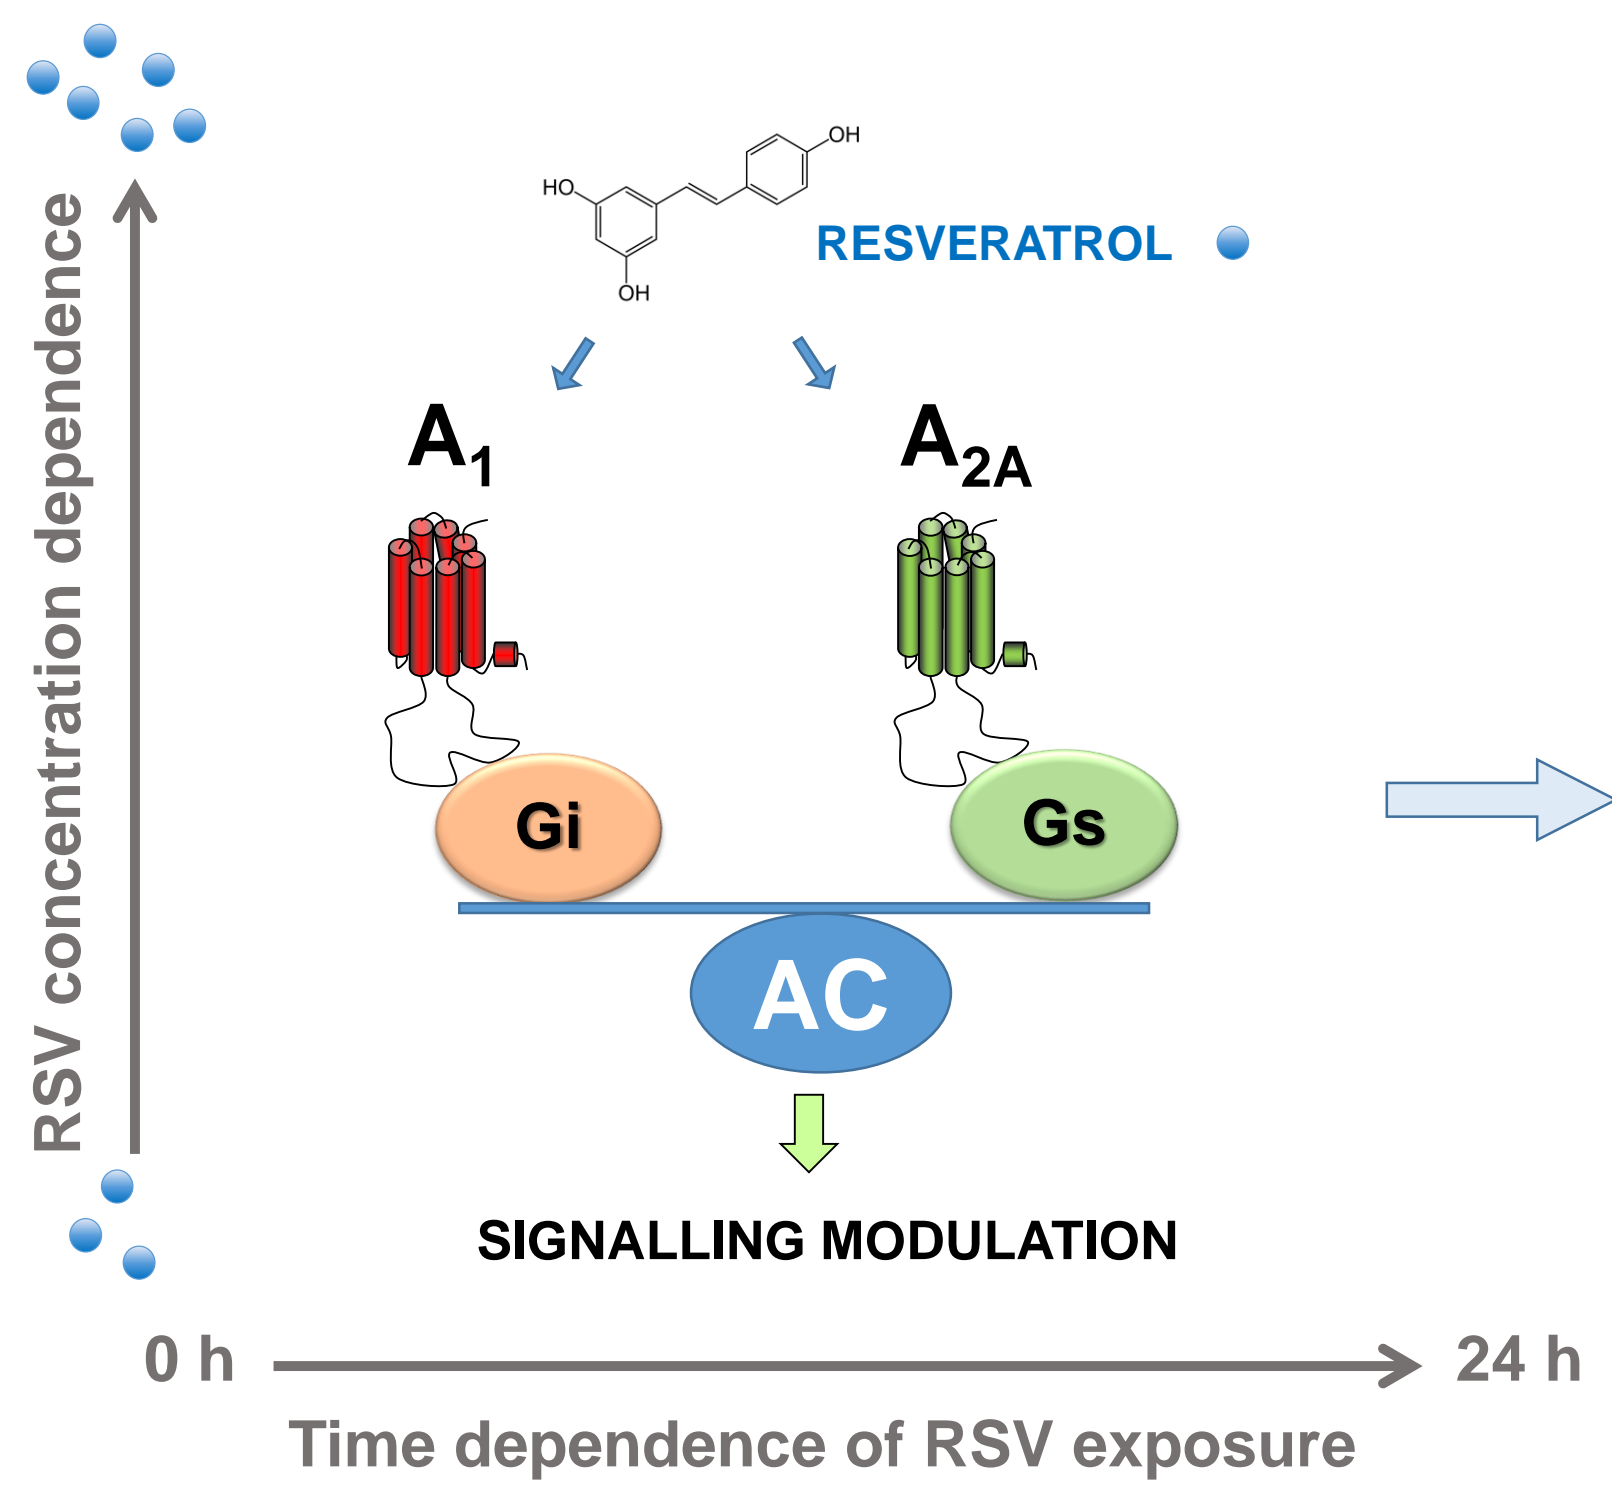 OH
HO
OH
RESVERATROL
A1
A2A
Gi
Gs
AC
SIGNALLING MODULATION
RSV concentration dependence
0 h
24 h
Time dependence of RSV exposure